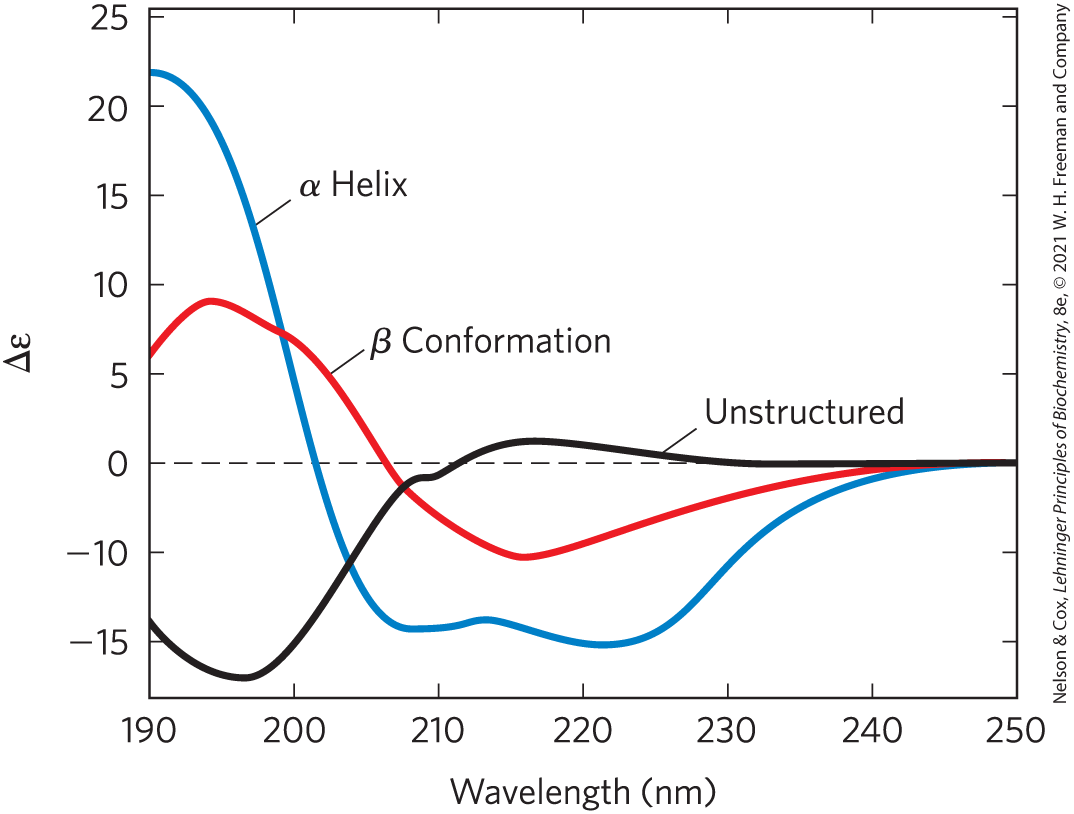 25
20
15
10
5
0
−10
−15
Δε
α Helix
β Conformation
Unstructured
190 200 210 220 230 240 250
Wavelength (nm)
Nelson & Cox, Lehninger Principles of Biochemistry, 8e, © 2021 W. H. Freeman and Company